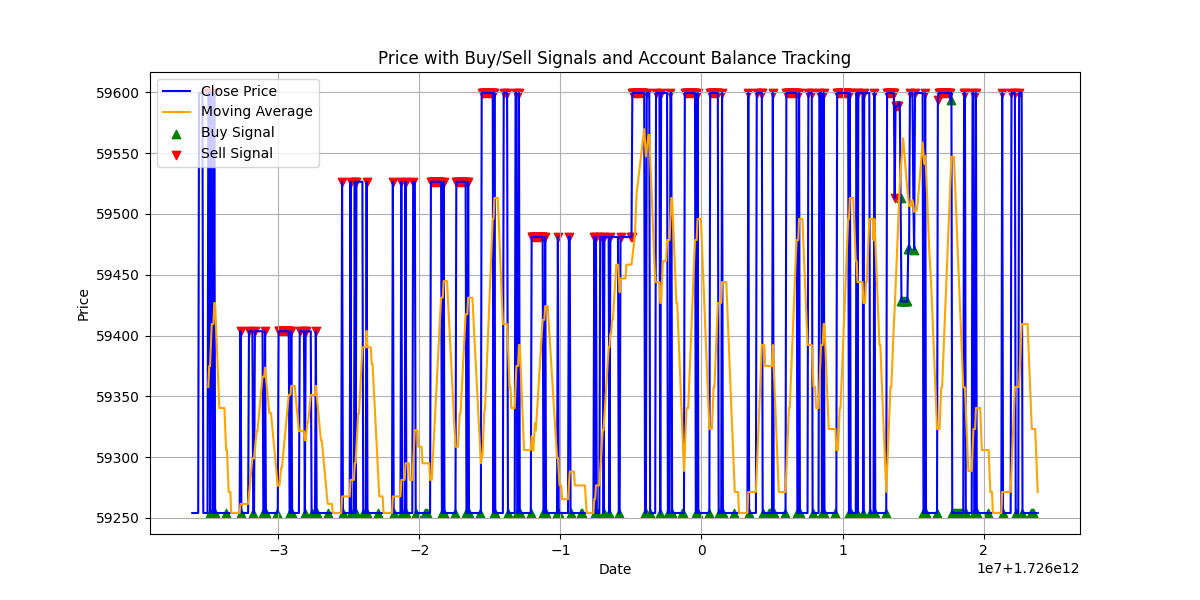 Price with Buy/Sell Signals and Account Balance Tracking
Close Price
Moving Average
Buy Signal
Sell Signal
59600
59550
59500
59450
59400
59350
59300
59250
Price
−3 −2 −1 0 1 2
Date
1e7+1.726e12